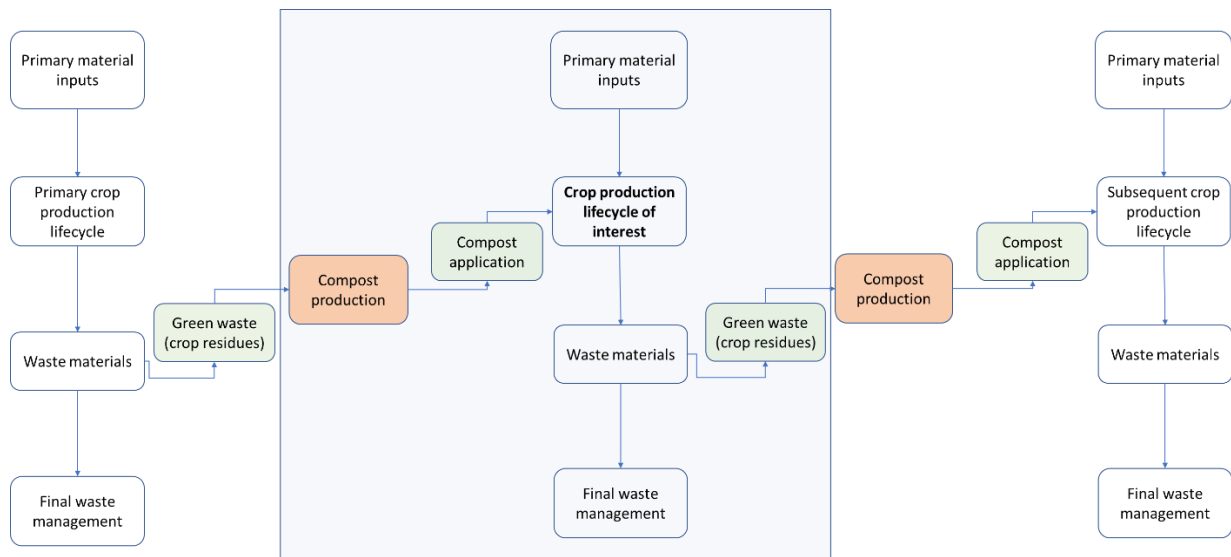 Primary material
inputs
Primary crop
production
lifecycle
Waste materials
Final waste
management
Green waste
(crop residues)
Compost
production
Compost
application
Primary material
inputs
Crop production
lifecycle of
interest
Waste materials
Final waste
management
Green waste
(crop residues)
Compost
production
Compost
application
Primary material
inputs
Subsequent crop
production
lifecycle
Waste materials
Final waste
management